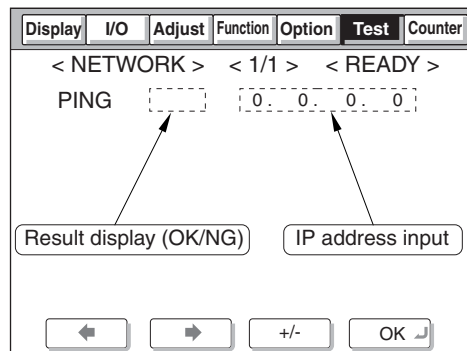 Display I/O Adjust Function Option Test Counter
< NETWORK > < 1/1 > < READY >
PING 0. 0. 0. 0
Result display (OK/NG) IP address input
+/- OK